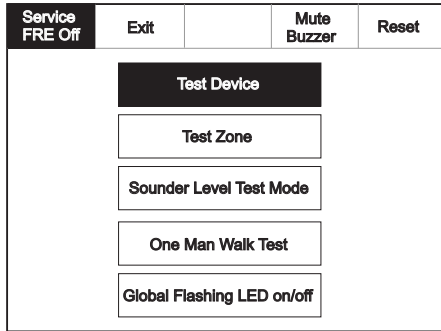 Service
FRE Off
Exit
Mute
Buzzer
Reset
Test Device
Test Zone
Sounder Level Test Mode
One Man Walk Test
Global Flashing LED on/off